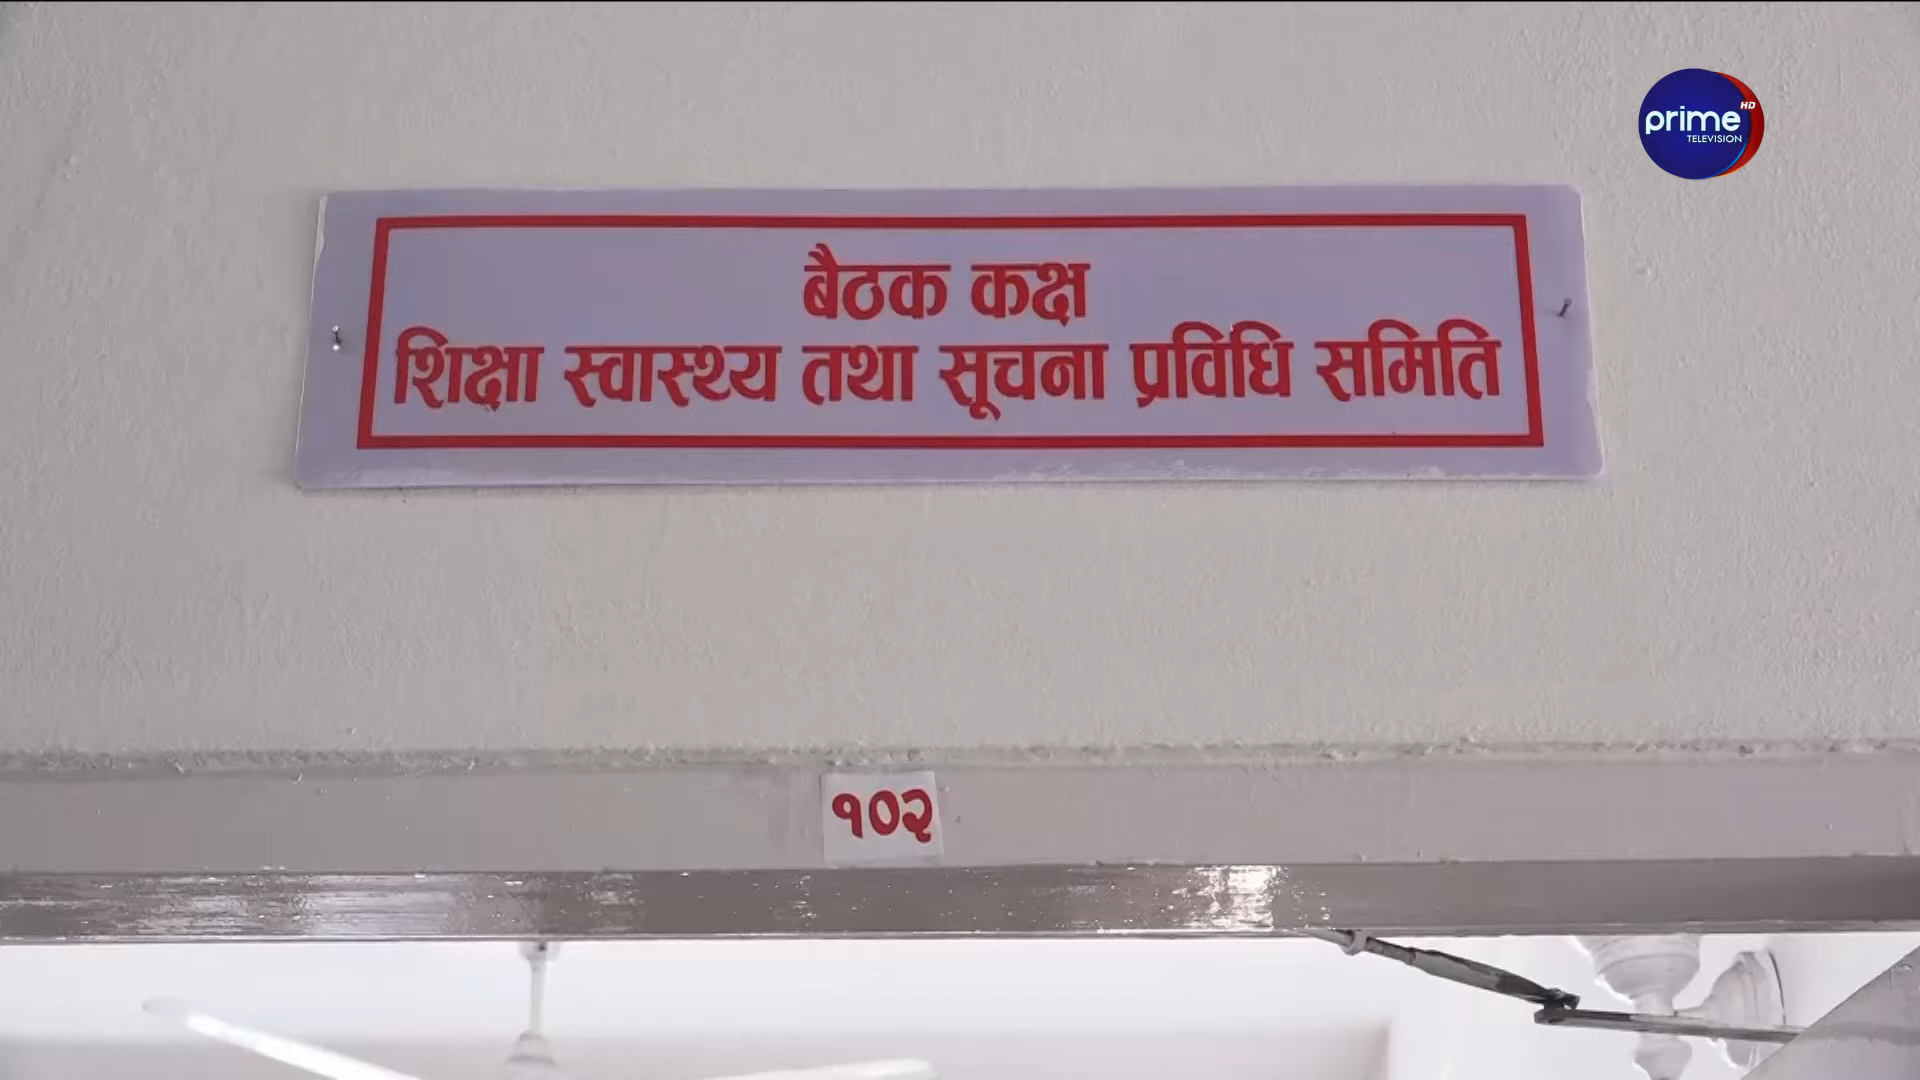 prime HD
TELEVISION
बैठक कक्ष
शिक्षा स्वास्थ्य तथा सूचना प्रविधि समिति
१०२